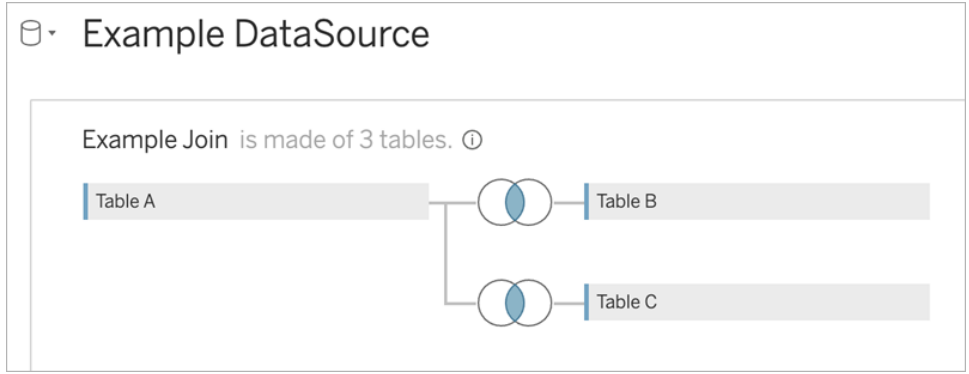 Example DataSource
Example Join is made of 3 tables.
Table A
Table B
Table C